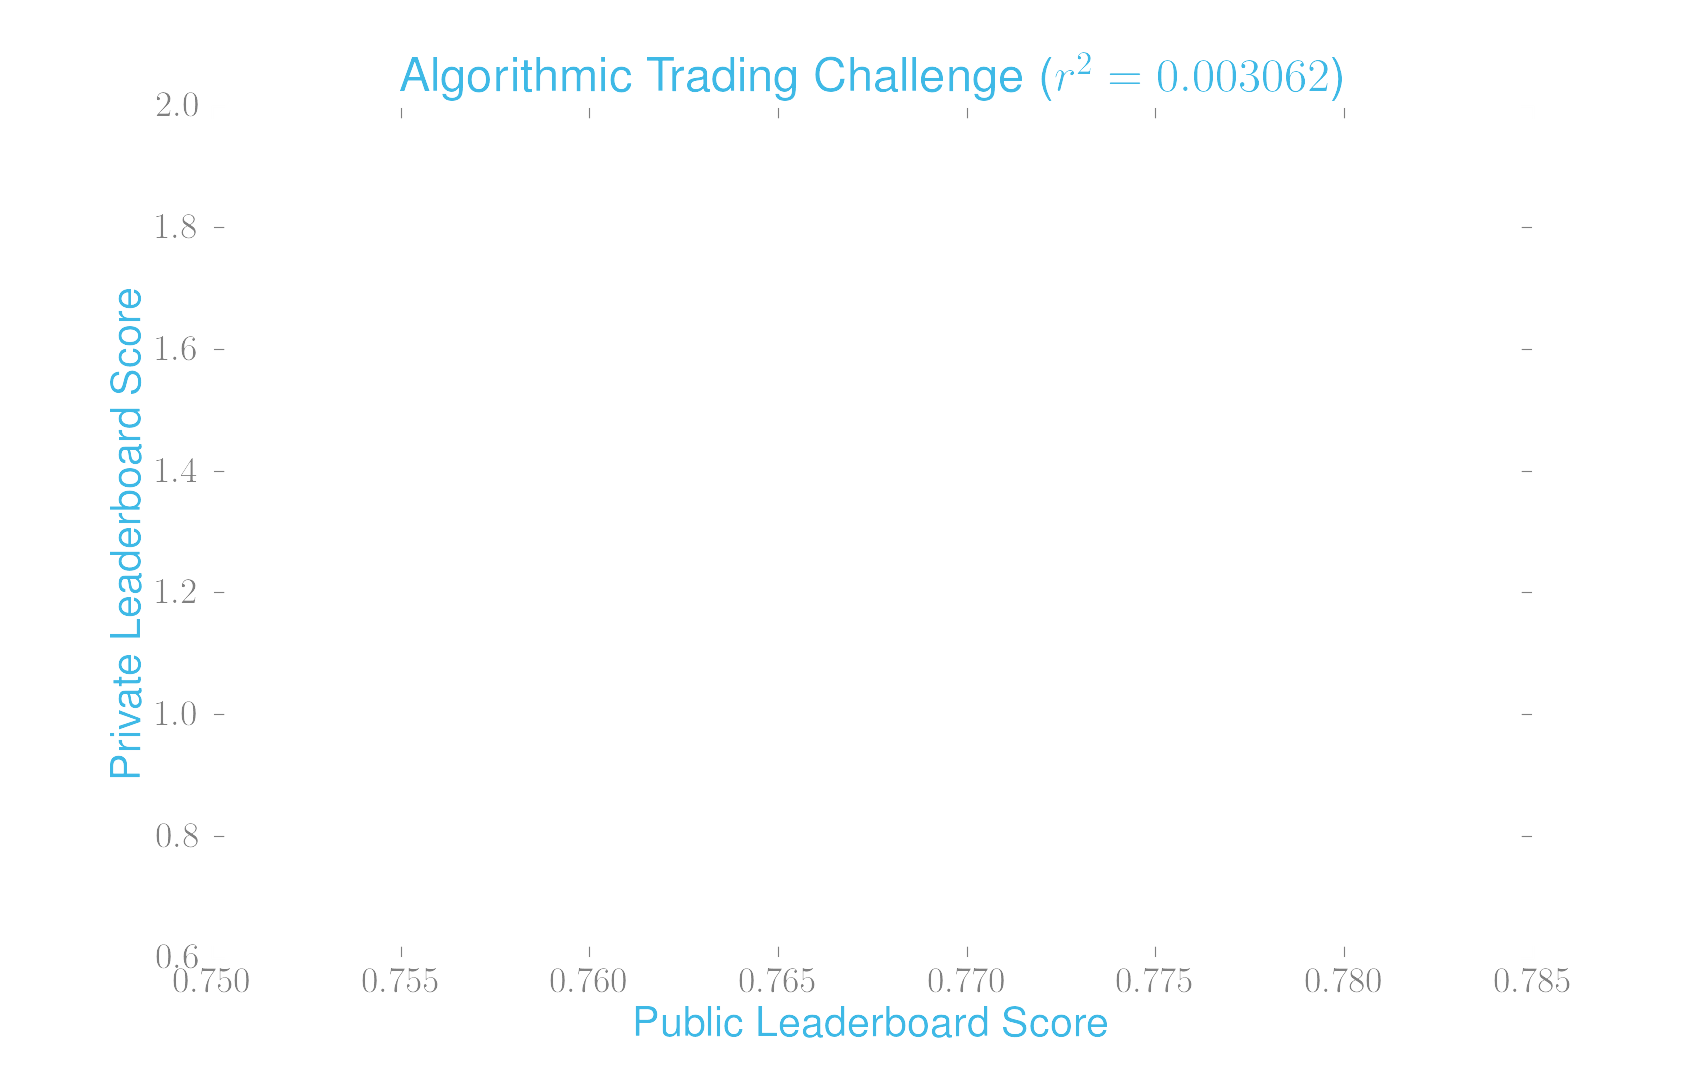 Algorithmic Trading Challenge (r² = 0.003062)
2.0
1.8
1.6
1.4
1.2
1.0
0.8
0.6
Private Leaderboard Score
0.750 0.755 0.760 0.765 0.770 0.775 0.780 0.785
Public Leaderboard Score